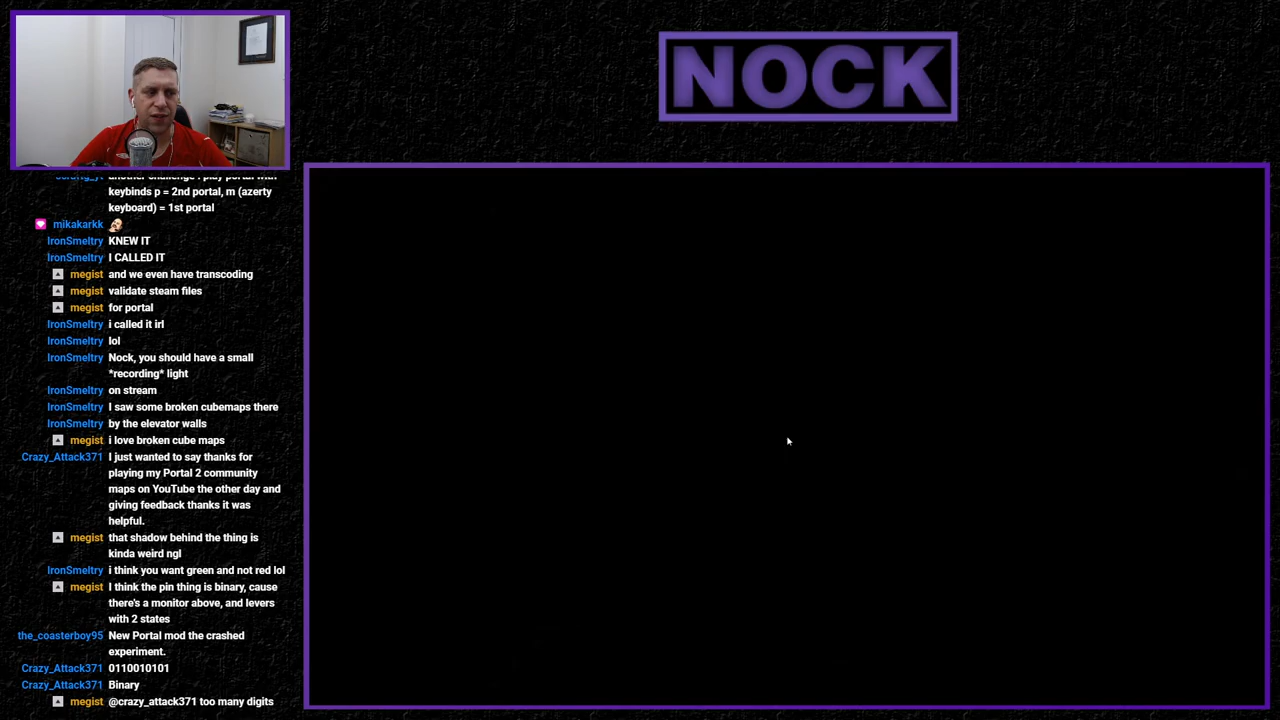 NOCK
another challenge : play portal with
keybinds p = 2nd portal, m (azerty
keyboard) = 1st portal
mikakarkk
IronSmeltry KNEW IT
IronSmeltry I CALLED IT
megist and we even have transcoding
megist validate steam files
megist for portal
IronSmeltry i called it irl
IronSmeltry lol
IronSmeltry Nock, you should have a small
*recording* light
IronSmeltry on stream
IronSmeltry I saw some broken cubemaps there
IronSmeltry by the elevator walls
megist i love broken cube maps
Crazy_Attack371 I just wanted to say thanks for
playing my Portal 2 community
maps on YouTube the other day and
giving feedback thanks it was
helpful.
megist that shadow behind the thing is
kinda weird ngl
IronSmeltry i think you want green and not red lol
megist I think the pin thing is binary, cause
there's a monitor above, and levers
with 2 states
the_coasterboy95 New Portal mod the crashed
experiment.
Crazy_Attack371 0110010101
Crazy_Attack371 Binary
megist @crazy_attack371 too many digits